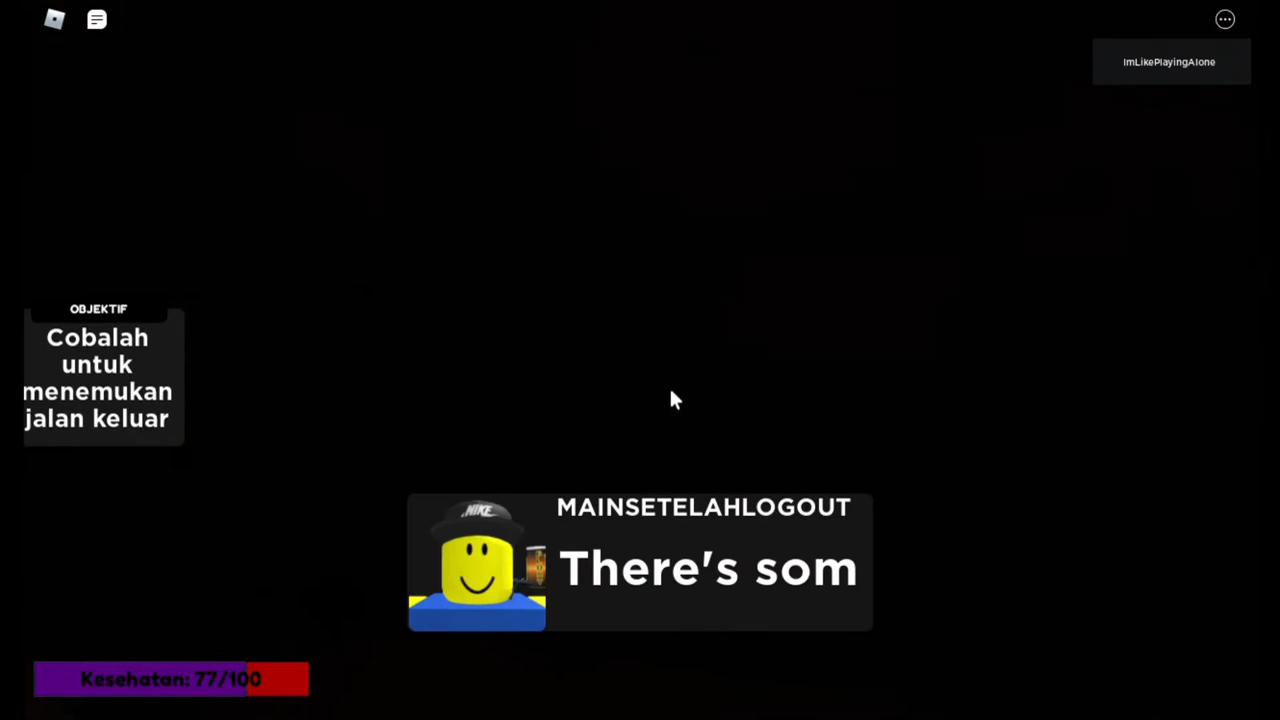 ImLikePlayingAlone
OBJEKTIF
Cobalah
untuk
menemukan
jalan keluar
NIKE
MAINSETELAHLOGOUT
There's som
Kesehatan: 77/100